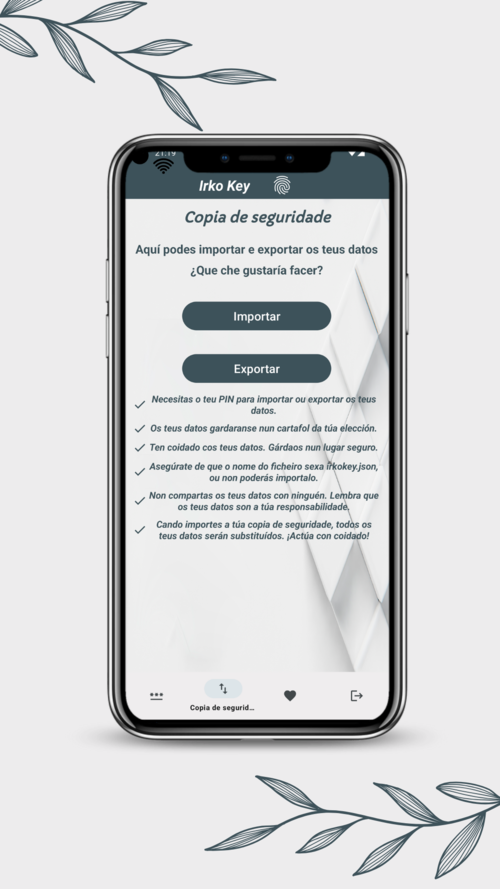 21:19
Irko Key
Copia de seguridade
Aquí podes importar e exportar os teus datos
¿Que che gustaría facer?
Importar
Exportar
Necesitas o teu PIN para importar ou exportar os teus
datos.
Os teus datos gardaranse nun cartafol da túa elección.
Ten coidado cos teus datos. Gárdaos nun lugar seguro.
Asegúrate de que o nome do ficheiro sexa irkokey.json,
ou non poderás importalo.
Non compartas os teus datos con ninguén. Lembra que
os teus datos son a túa responsabilidade.
Cando importes a túa copia de seguridade, todos os
teus datos serán substituídos. ¡Actúa con coidado!
Copia de segurid…